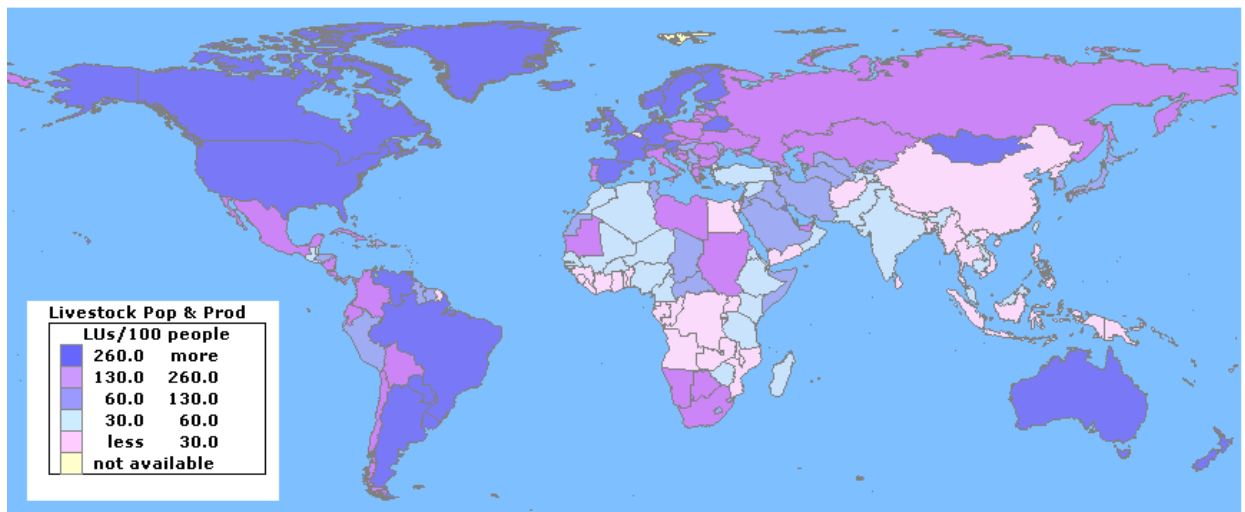 Livestock Pop & Prod
LUs/100 people
260.0 more
130.0 260.0
60.0 130.0
30.0 60.0
less 30.0
not available